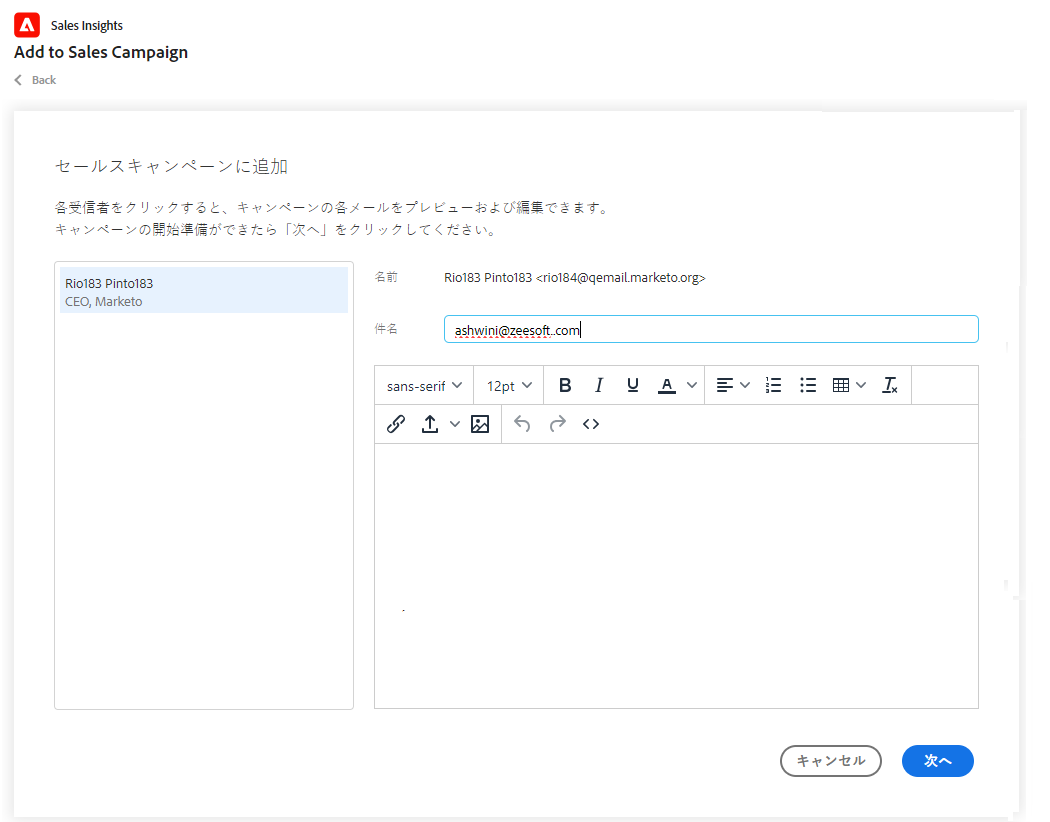 Sales Insights
Add to Sales Campaign
Back
セールスキャンペーンに追加
各受信者をクリックすると、キャンペーンの各メールをプレビューおよび編集できます。
キャンペーンの開始準備ができたら「次へ」をクリックしてください。
Rio183 Pinto183
CEO, Marketo
名前 Rio183 Pinto183 <rio184@qemail.marketo.org>
件名 ashwini@zeesoft..com
sans-serif 12pt B I U A
キャンセル 次へ